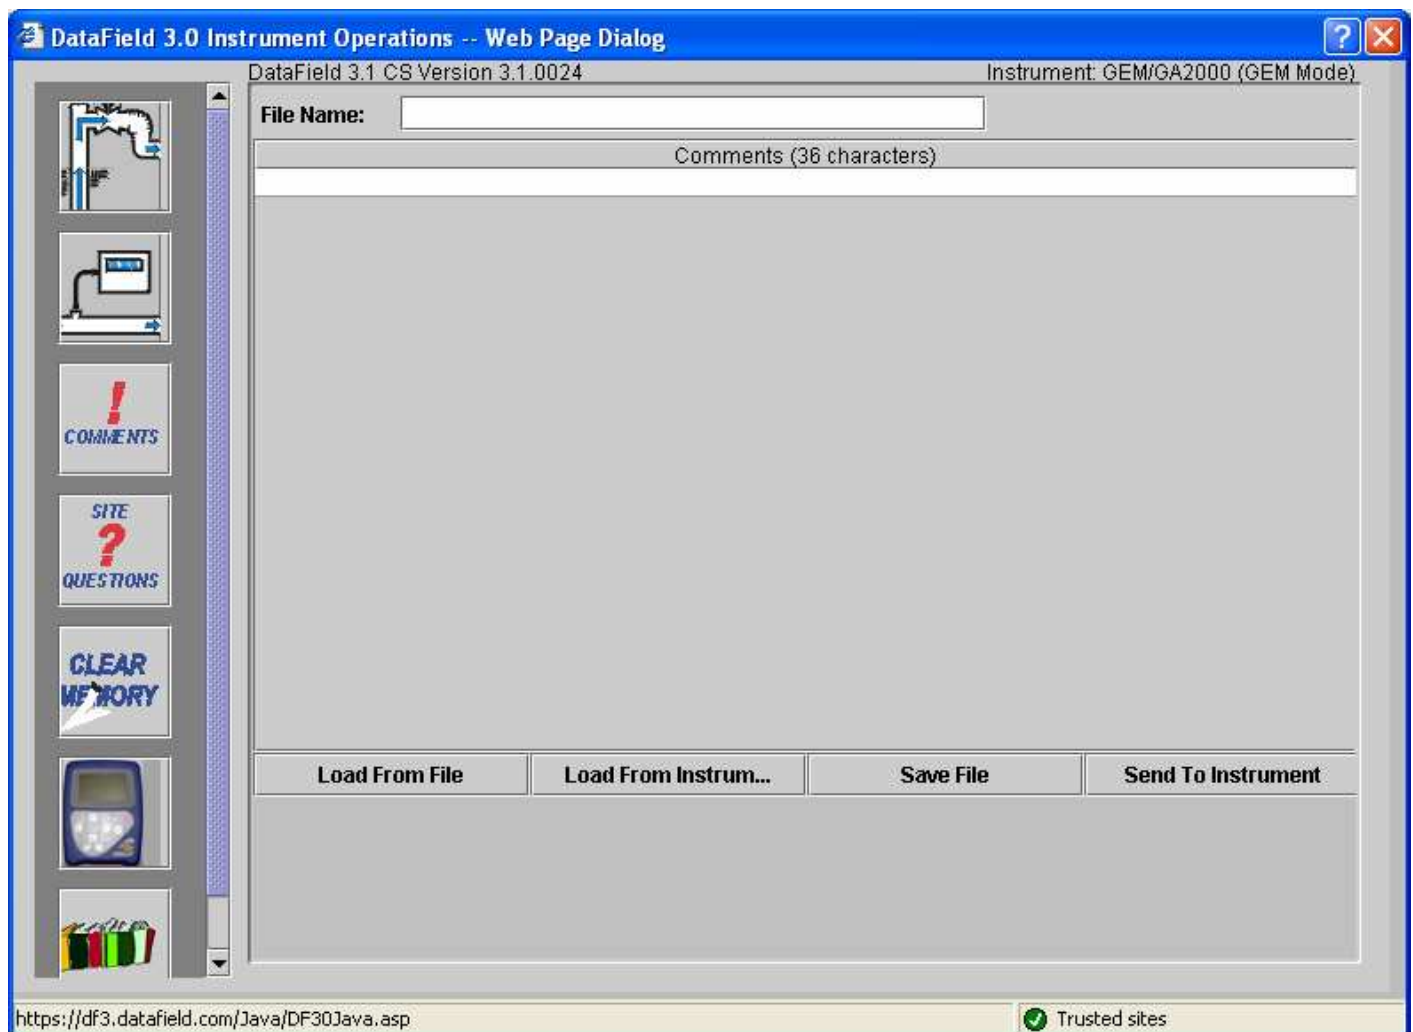 DataField 3.0 Instrument Operations -- Web Page Dialog
DataField 3.1 CS Version 3.1.0024
Instrument: GEM/GA2000 (GEM Mode)
File Name:
Comments (36 characters)
!
COMMENTS
SITE
?
QUESTIONS
CLEAR
MEMORY
Load From File
Load From Instrum...
Save File
Send To Instrument
https://df3.datafield.com/Java/DF30Java.asp
Trusted sites